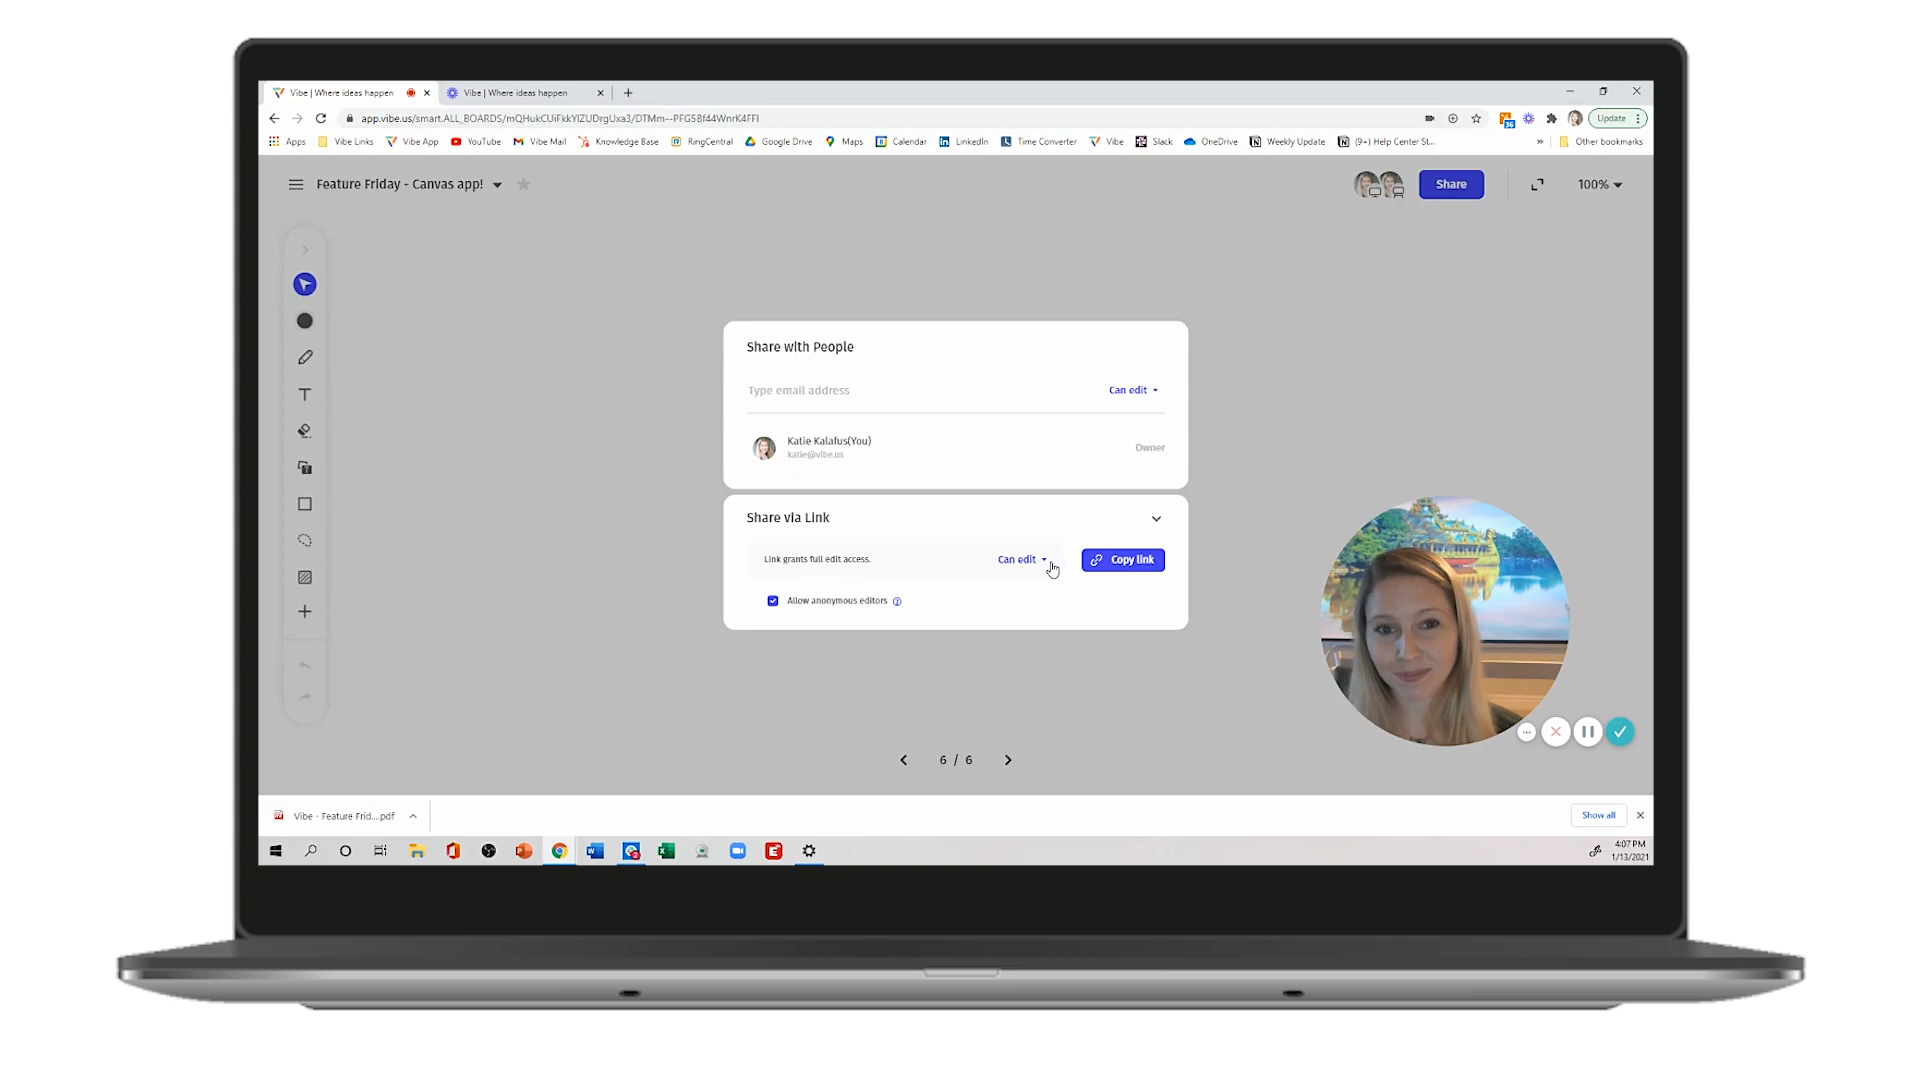 Vibe | Where ideas happen
Vibe | Where ideas happen
app.vibe.us/smart.ALL_BOARDS/mQHukCUiFkkYIZUDrgUxa3/DTMm--PFG5Bf44WnrK4FFI
Update
Apps Vibe Links Vibe App YouTube Vibe Mail Knowledge Base RingCentral Google Drive Maps Calendar LinkedIn Time Converter Vibe Slack OneDrive Weekly Update (9+) Help Center St... » Other bookmarks
Feature Friday - Canvas app!
Share
100%
Share with People
Type email address
Can edit
Katie Kalafus(You)
katie@vibe.us
Owner
Share via Link
Link grants full edit access.
Can edit
Copy link
Allow anonymous editors
6 / 6
Vibe - Feature Frid....pdf
Show all
4:07 PM
1/13/2021